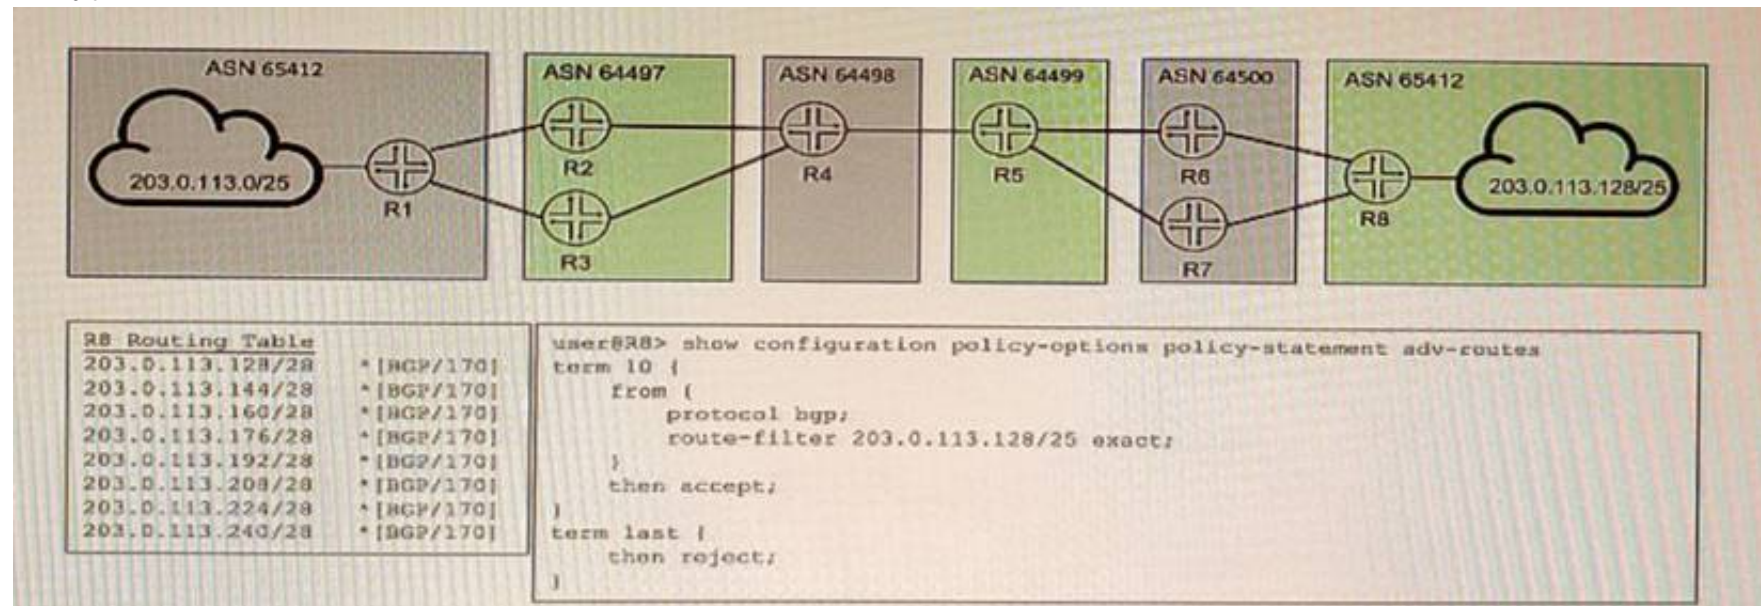 ASN 65412
ASN 64497
ASN 64498
ASN 64499
ASN 64500
ASN 65412
203.0.113.0/25
R1
R2
R3
R4
R5
R6
R7
R8
203.0.113.128/25
R8 Routing Table
203.0.113.128/28 *[BGP/170]
203.0.113.144/28 *[BGP/170]
203.0.113.160/28 *[BGP/170]
203.0.113.176/28 *[BGP/170]
203.0.113.192/28 *[BGP/170]
203.0.113.208/28 *[BGP/170]
203.0.113.224/28 *[BGP/170]
203.0.113.240/28 *[BGP/170]
user@R8> show configuration policy-options policy-statement adv-routes
term 10 {
from {
protocol bgp;
route-filter 203.0.113.128/25 exact;
}
then accept;
}
term last {
then reject;
}